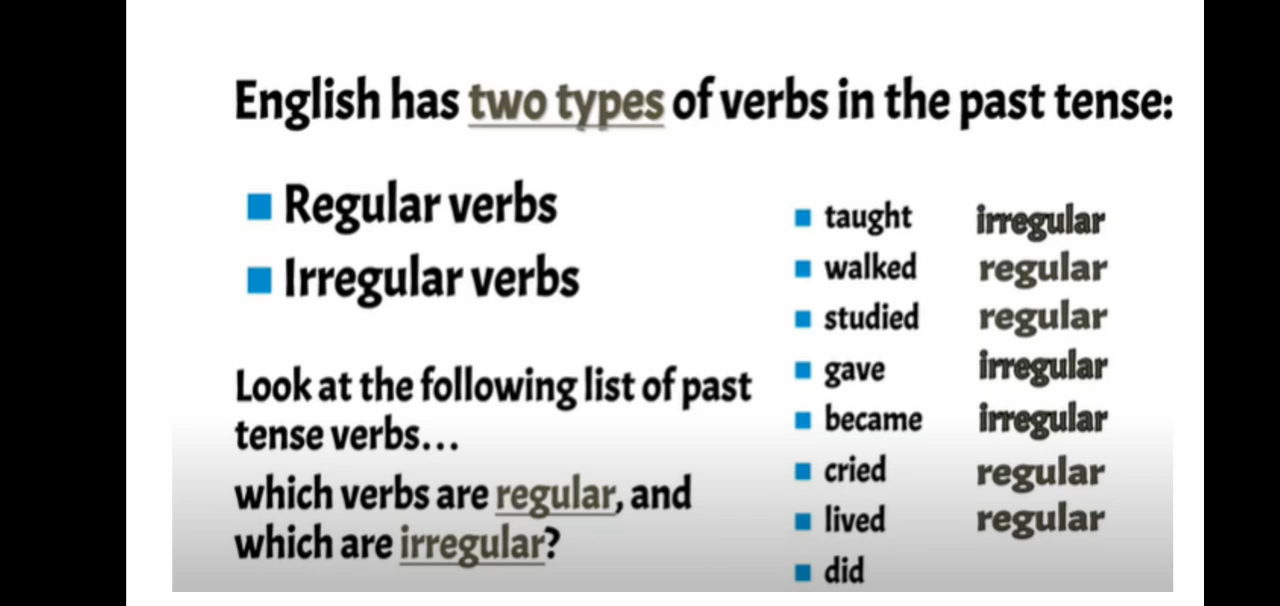 English has two types of verbs in the past tense:
Regular verbs
Irregular verbs
Look at the following list of past
tense verbs...
which verbs are regular, and
which are irregular?
taught irregular
walked regular
studied regular
gave irregular
became irregular
cried regular
lived regular
did